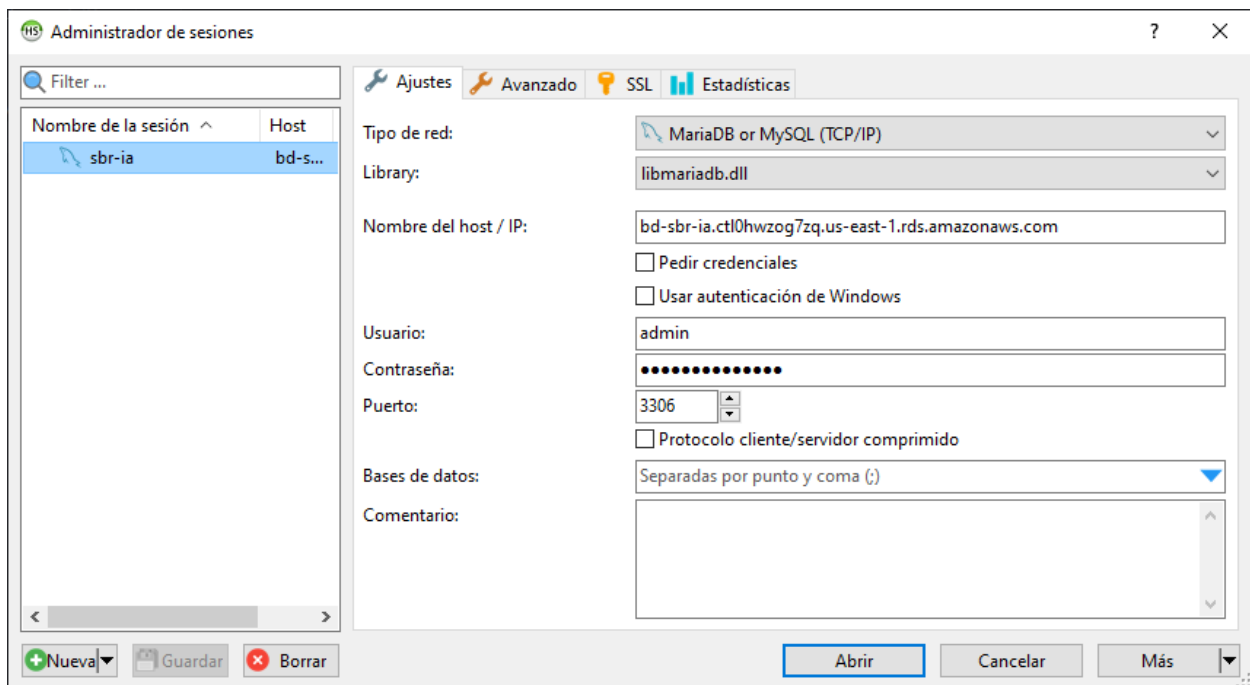 HS Administrador de sesiones ?
Filter ...
Nombre de la sesión Host
sbr-ia bd-s...
Ajustes Avanzado SSL Estadísticas
Tipo de red: MariaDB or MySQL (TCP/IP)
Library: libmariadb.dll
Nombre del host / IP: bd-sbr-ia.ctl0hwzog7zq.us-east-1.rds.amazonaws.com
Pedir credenciales
Usar autenticación de Windows
Usuario: admin
Contraseña: ●●●●●●●●●●●●●●
Puerto: 3306
Protocolo cliente/servidor comprimido
Bases de datos: Separadas por punto y coma (;)
Comentario:
Nueva Guardar Borrar Abrir Cancelar Más